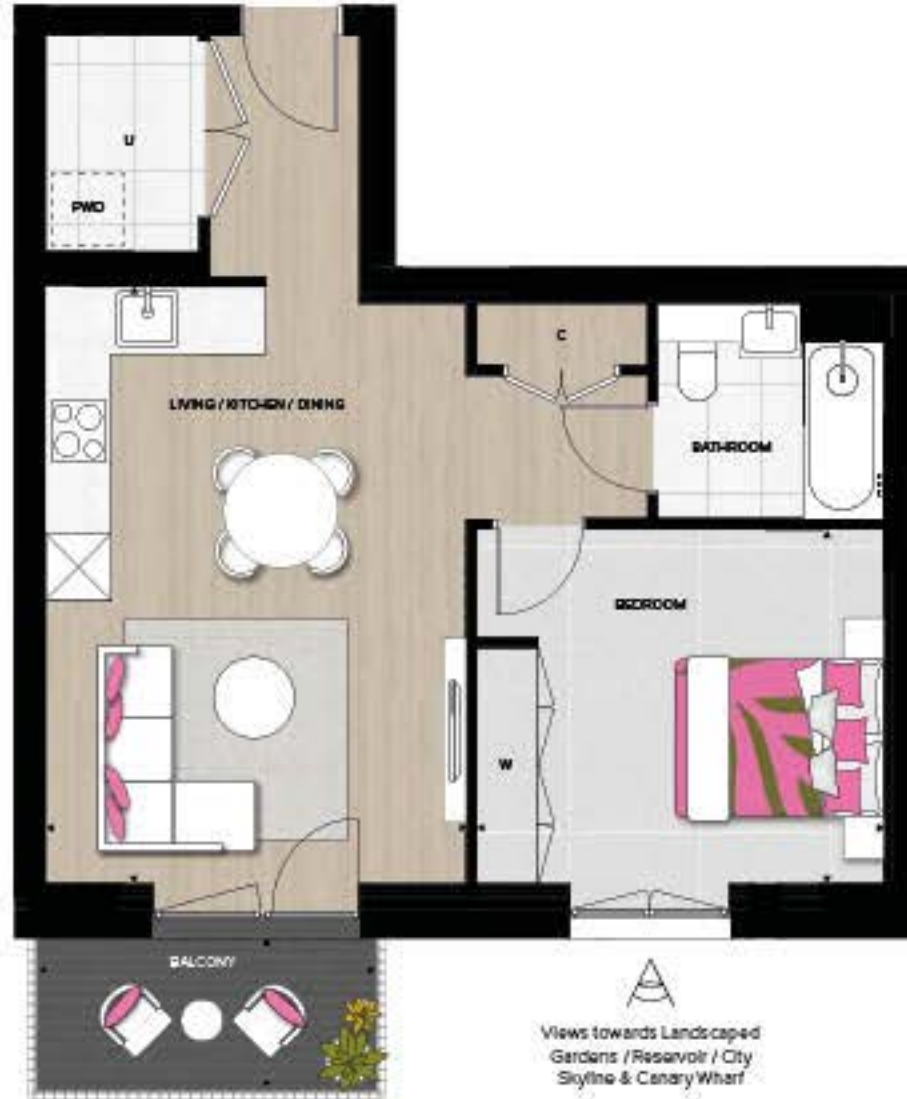 U
PWD
C
LIVING / KITCHEN / DINING
BATHROOM
BEDROOM
W
BALCONY
Views towards Landscaped
Gardens / Reservoir / City
Skyline & Canary Wharf